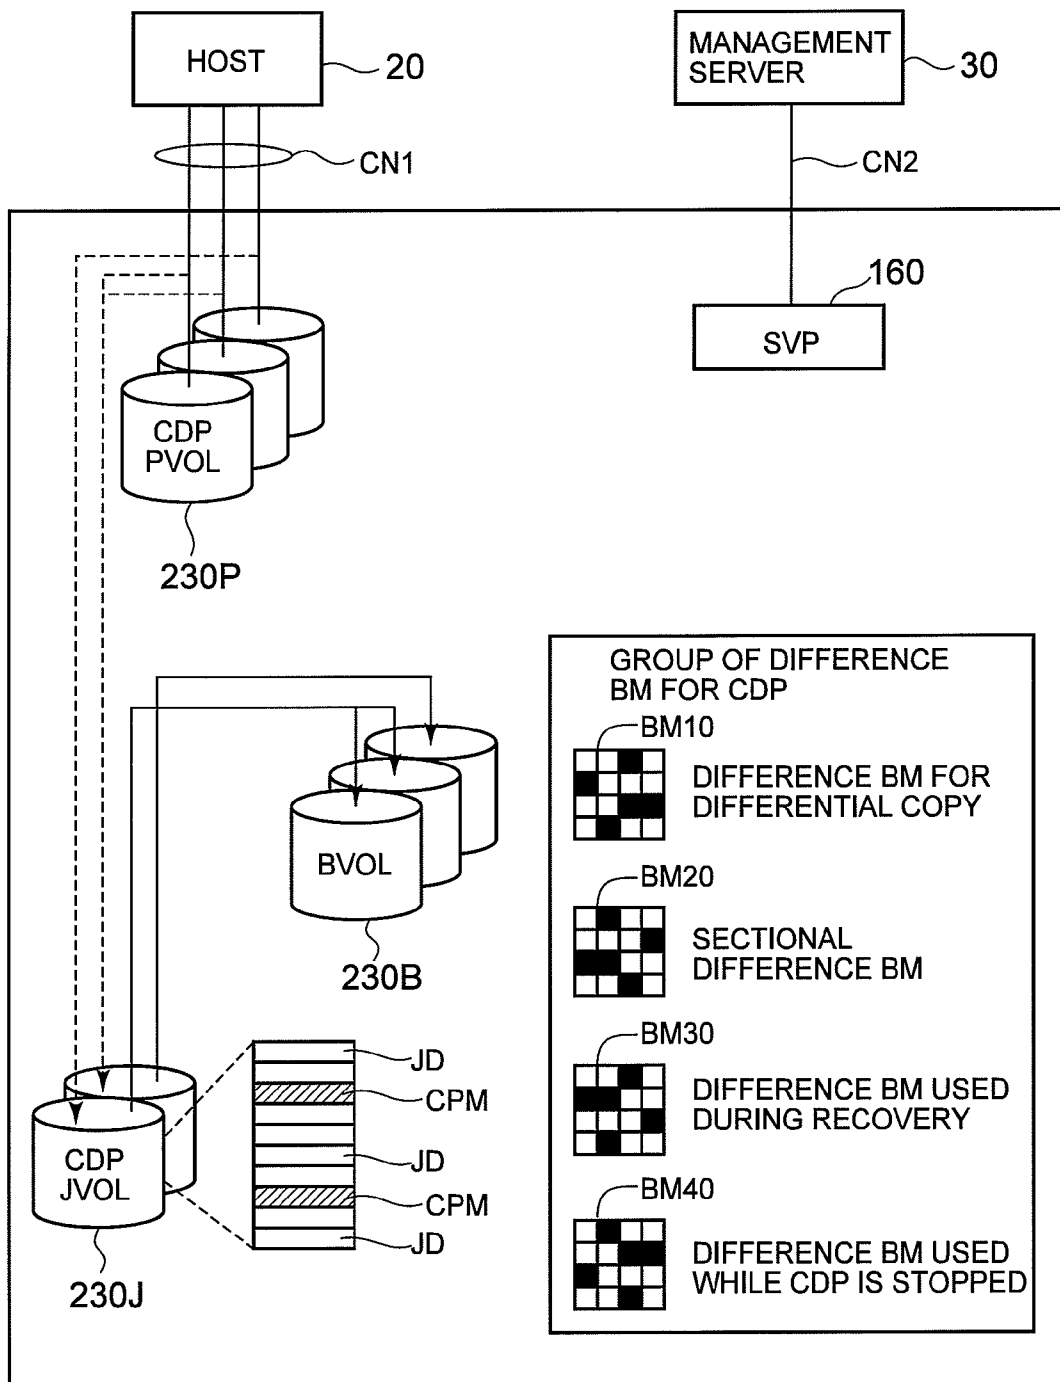 HOST
20
CN1
MANAGEMENT
SERVER
30
CN2
160
SVP
CDP
PVOL
230P
BVOL
230B
CDP
JVOL
230J
JD
CPM
JD
CPM
JD
GROUP OF DIFFERENCE
BM FOR CDP
BM10
DIFFERENCE BM FOR
DIFFERENTIAL COPY
BM20
SECTIONAL
DIFFERENCE BM
BM30
DIFFERENCE BM USED
DURING RECOVERY
BM40
DIFFERENCE BM USED
WHILE CDP IS STOPPED